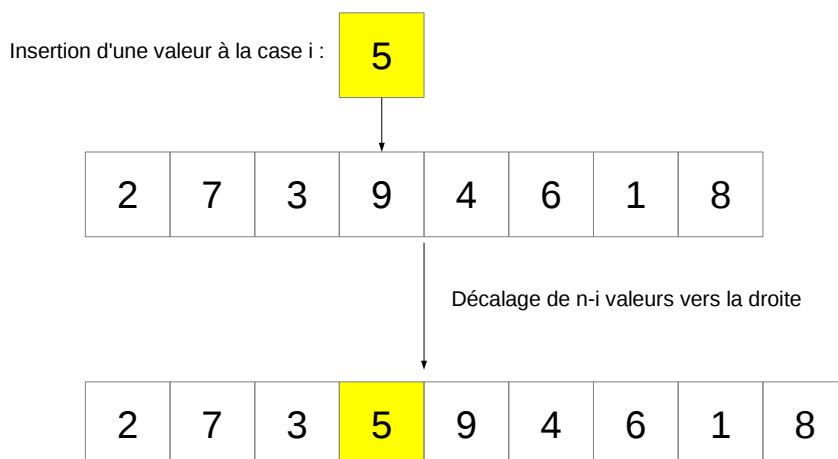 Insertion d'une valeur à la case i :
5
2 7 3 9 4 6 1 8
Décalage de n-i valeurs vers la droite
2 7 3 5 9 4 6 1 8